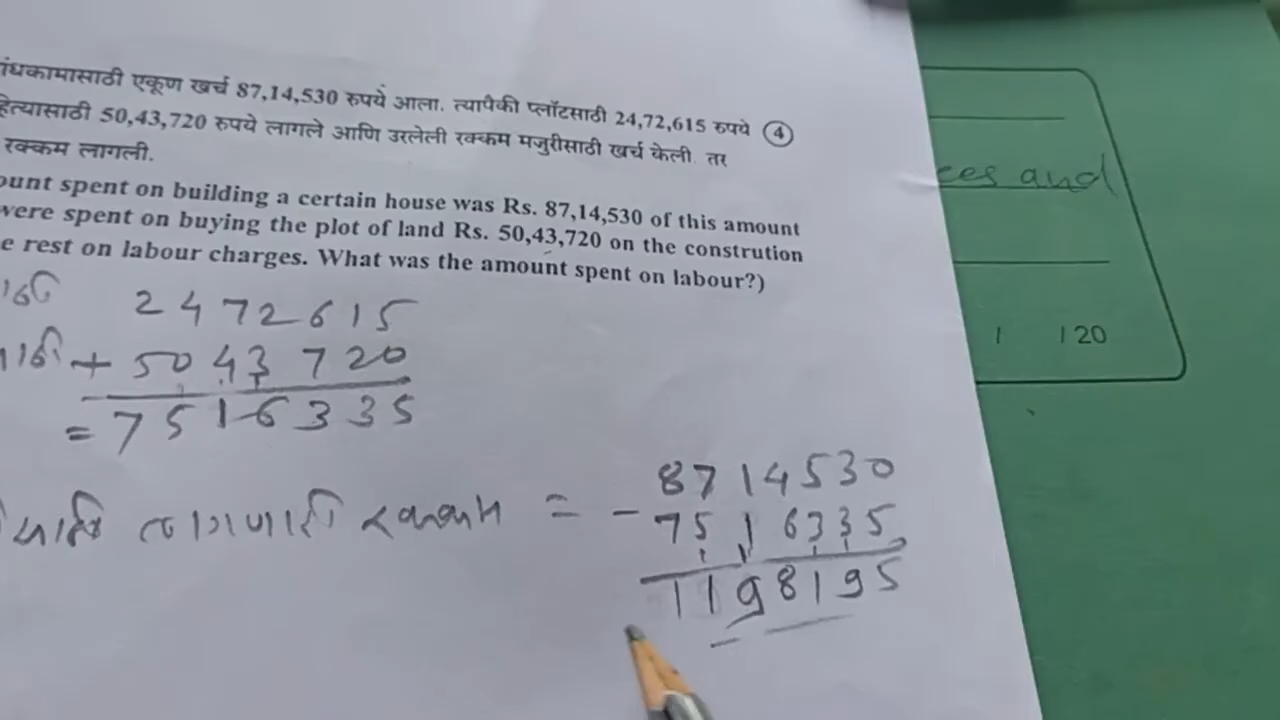 ांधकामासाठी एकूण खर्च 87,14,530 रुपये आला. त्यापैकी प्लॉटसाठी 24,72,615 रुपये
हित्यासाठी 50,43,720 रुपये लागले आणि उरलेली रक्कम मजुरीसाठी खर्च केली. तर ④
रक्कम लागली.
ount spent on building a certain house was Rs. 87,14,530 of this amount
were spent on buying the plot of land Rs. 50,43,720 on the constrution
e rest on labour charges. What was the amount spent on labour?)
ces and
1 120
2472615
+ 5043720
= 7516335
लागणारी रक्कम = 8714530
- 7516335
1198195